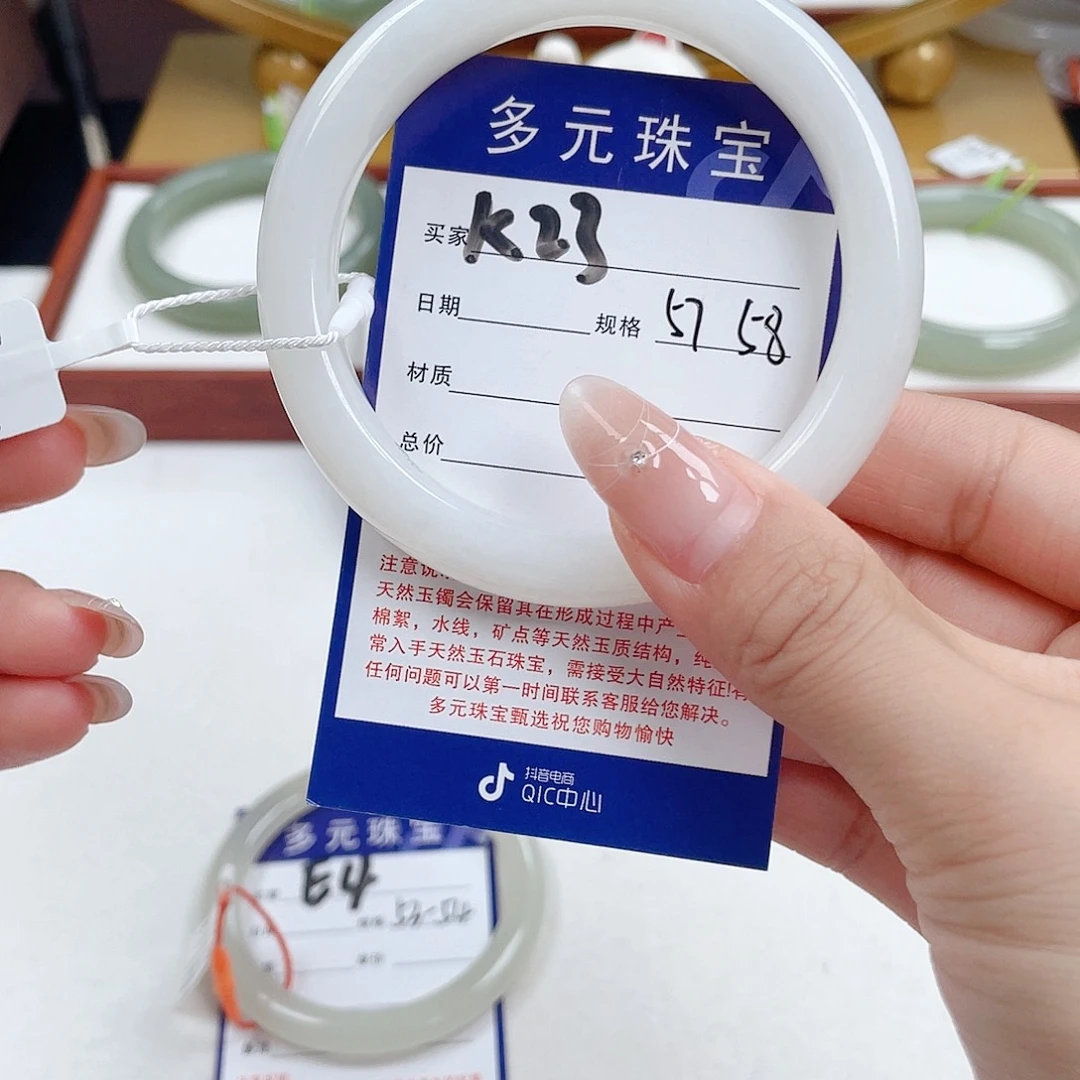 多元珠宝
买家 K23
日期 规格 57 58
材质
总价
注意说
天然玉镯会保留其在形成过程中产
棉絮，水线，矿点等天然玉质结构，纯
常入手天然玉石珠宝，需接受大自然特征!有
任何问题可以第一时间联系客服给您解决。
多元珠宝甄选祝您购物愉快
抖音电商
QIC中心
多元珠宝